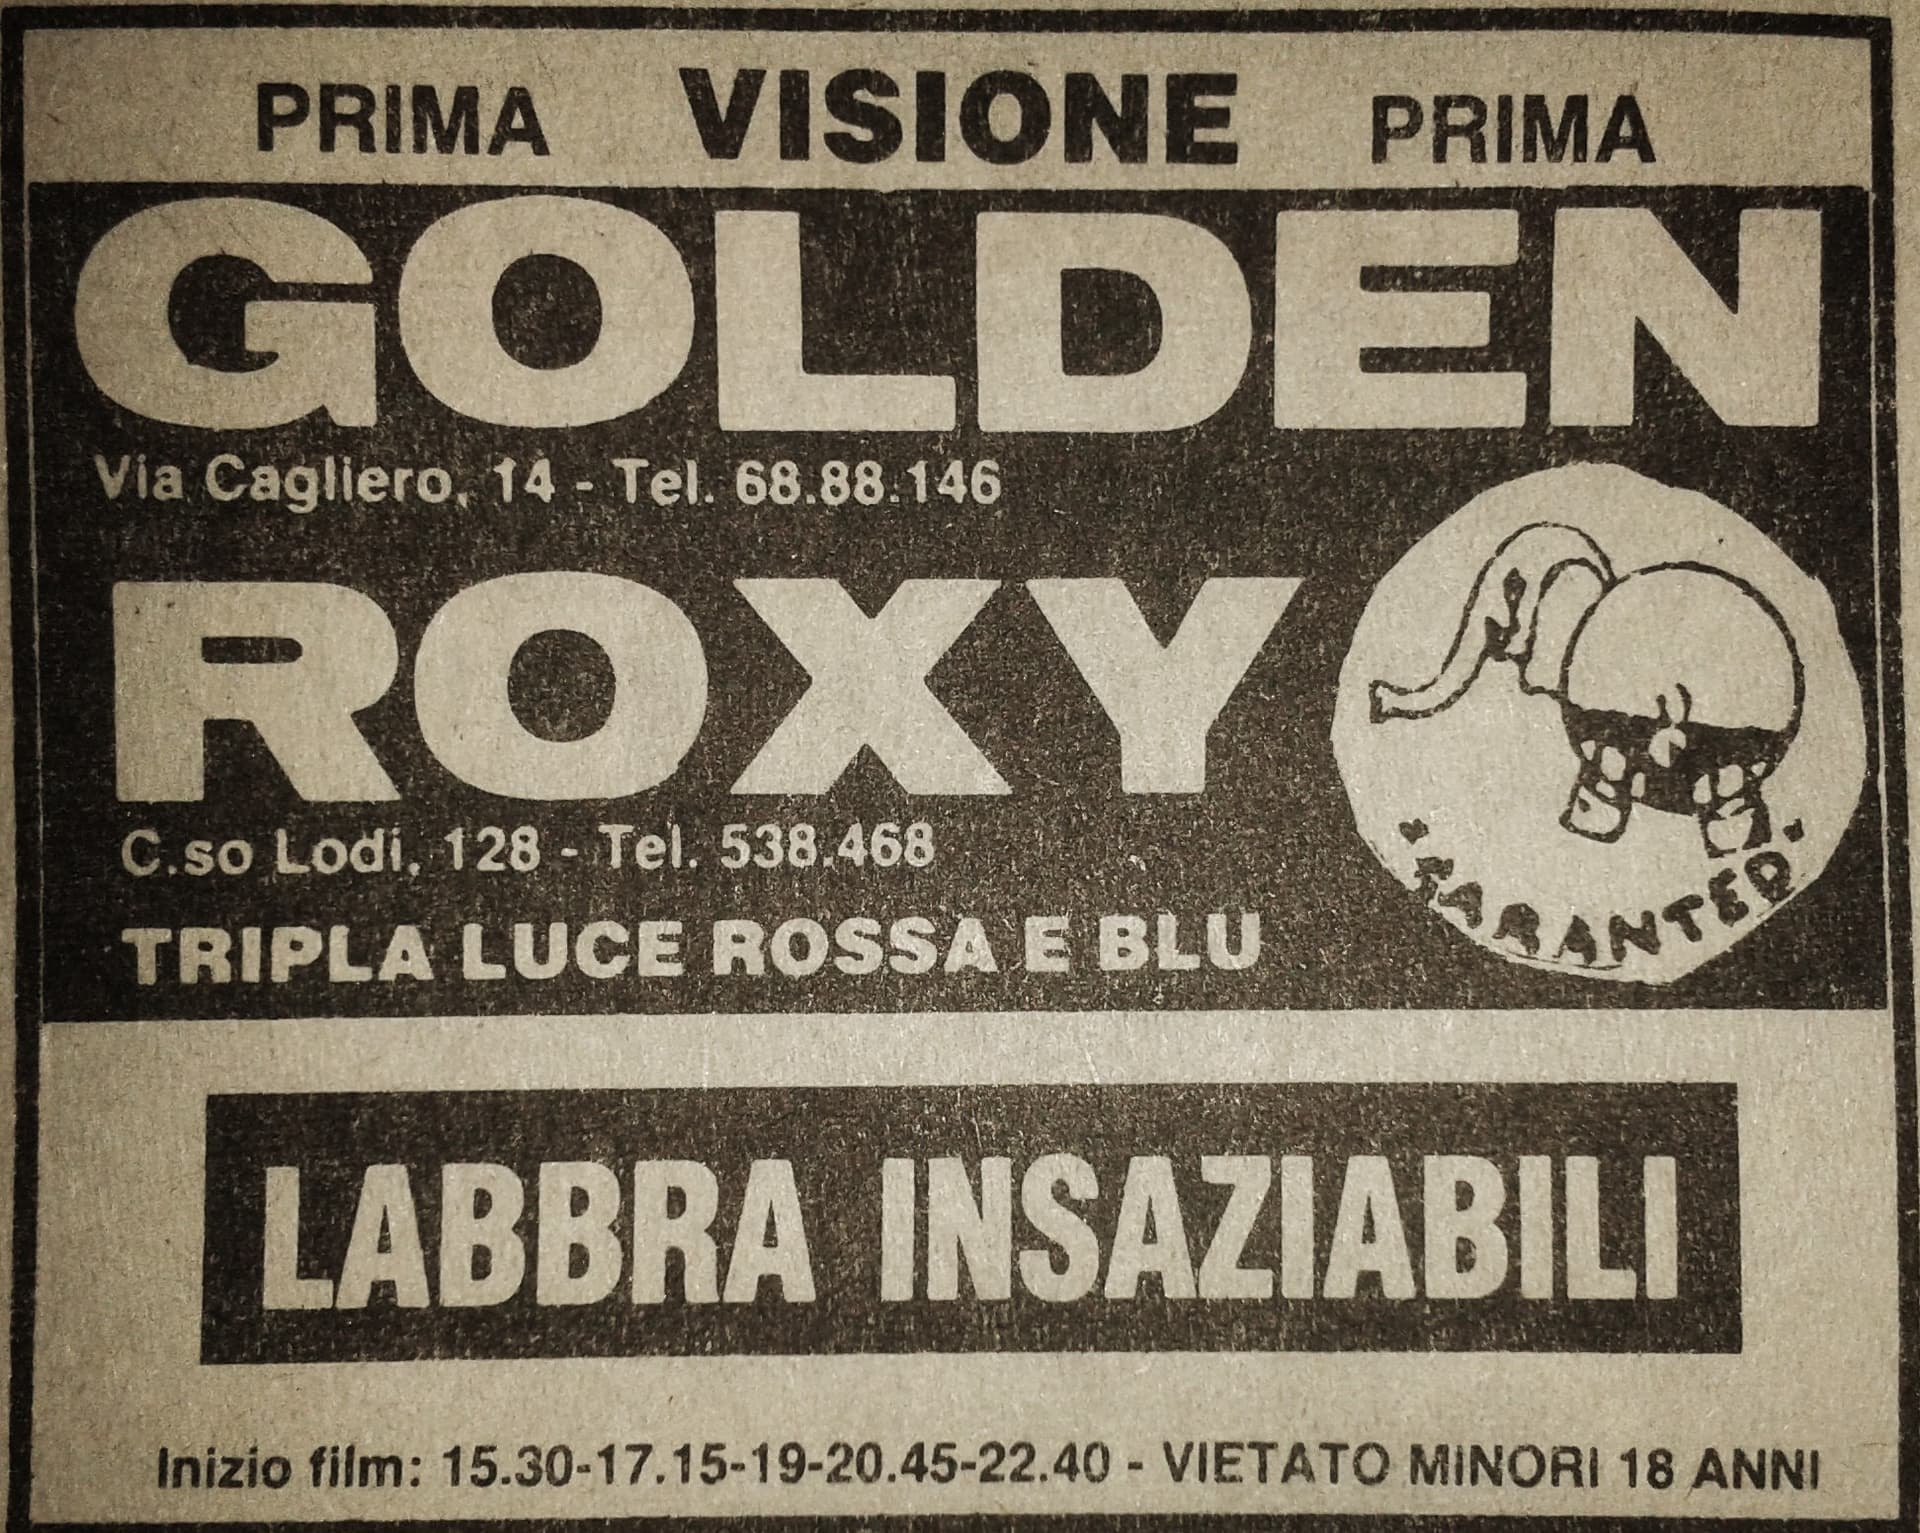 PRIMA VISIONE PRIMA
GOLDEN
Via Cagliero, 14 - Tel. 68.88.146
ROXY
C.so Lodi, 128 - Tel. 538.468
TRIPLA LUCE ROSSA E BLU
LABBRA INSAZIABILI
Inizio film: 15.30-17.15-19-20.45-22.40 - VIETATO MINORI 18 ANNI